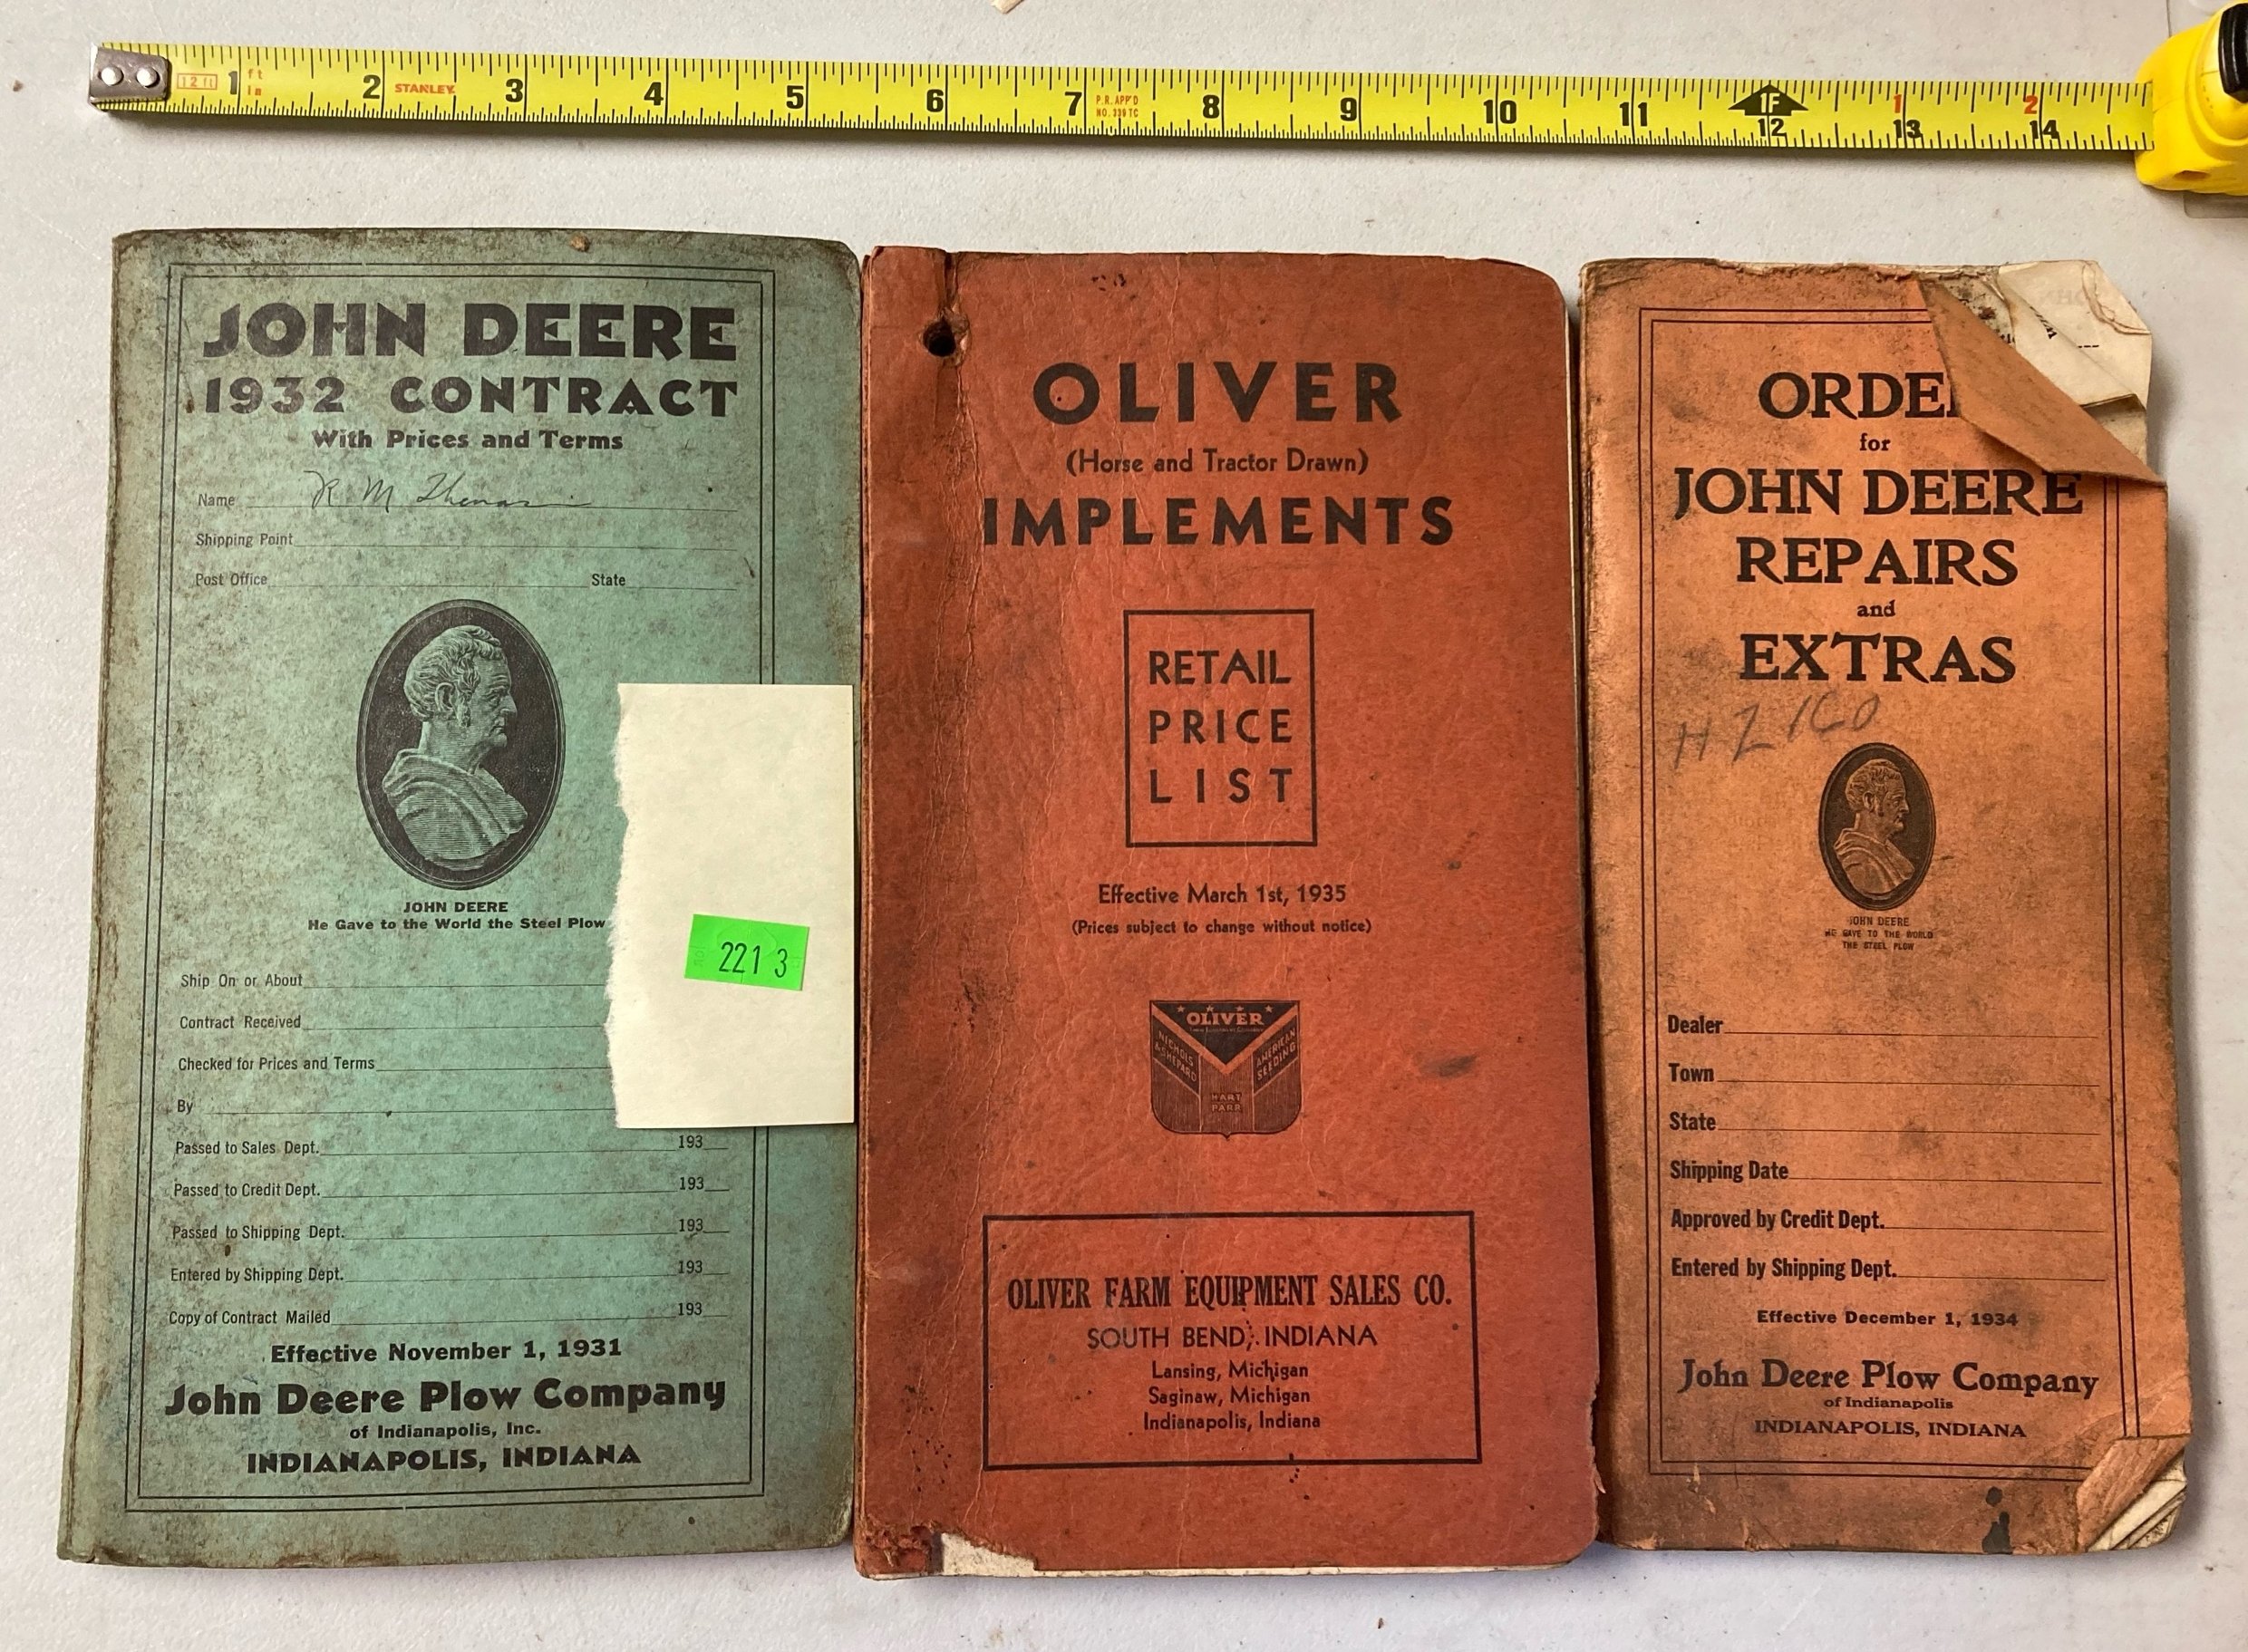 12 ft 1 ft in 2 STANLEY 3 4 5 6 7 P.R. APP'D NO. 339 TC 8 9 10 11 1F 12 1 13 2 14
JOHN DEERE
1932 CONTRACT
With Prices and Terms
Name R M
Shipping Point
Post Office State
JOHN DEERE
He Gave to the World the Steel Plow
221 3
Ship On or About
Contract Received
Checked for Prices and Terms
By
Passed to Sales Dept. 193
Passed to Credit Dept. 193
Passed to Shipping Dept. 193
Entered by Shipping Dept. 193
Copy of Contract Mailed 193
Effective November 1, 1931
John Deere Plow Company
of Indianapolis, Inc.
INDIANAPOLIS, INDIANA
OLIVER
(Horse and Tractor Drawn)
IMPLEMENTS
RETAIL
PRICE
LIST
Effective March 1st, 1935
(Prices subject to change without notice)
OLIVER
NICHOLS & SHEPARD
AMERICAN SEEDING
HART
PARR
OLIVER FARM EQUIPMENT SALES CO.
SOUTH BEND, INDIANA
Lansing, Michigan
Saginaw, Michigan
Indianapolis, Indiana
ORDE
for
JOHN DEERE
REPAIRS
and
EXTRAS
H Z 160
JOHN DEERE
HE GAVE TO THE WORLD
THE STEEL PLOW
Dealer
Town
State
Shipping Date
Approved by Credit Dept.
Entered by Shipping Dept.
Effective December 1, 1934
John Deere Plow Company
of Indianapolis
INDIANAPOLIS, INDIANA